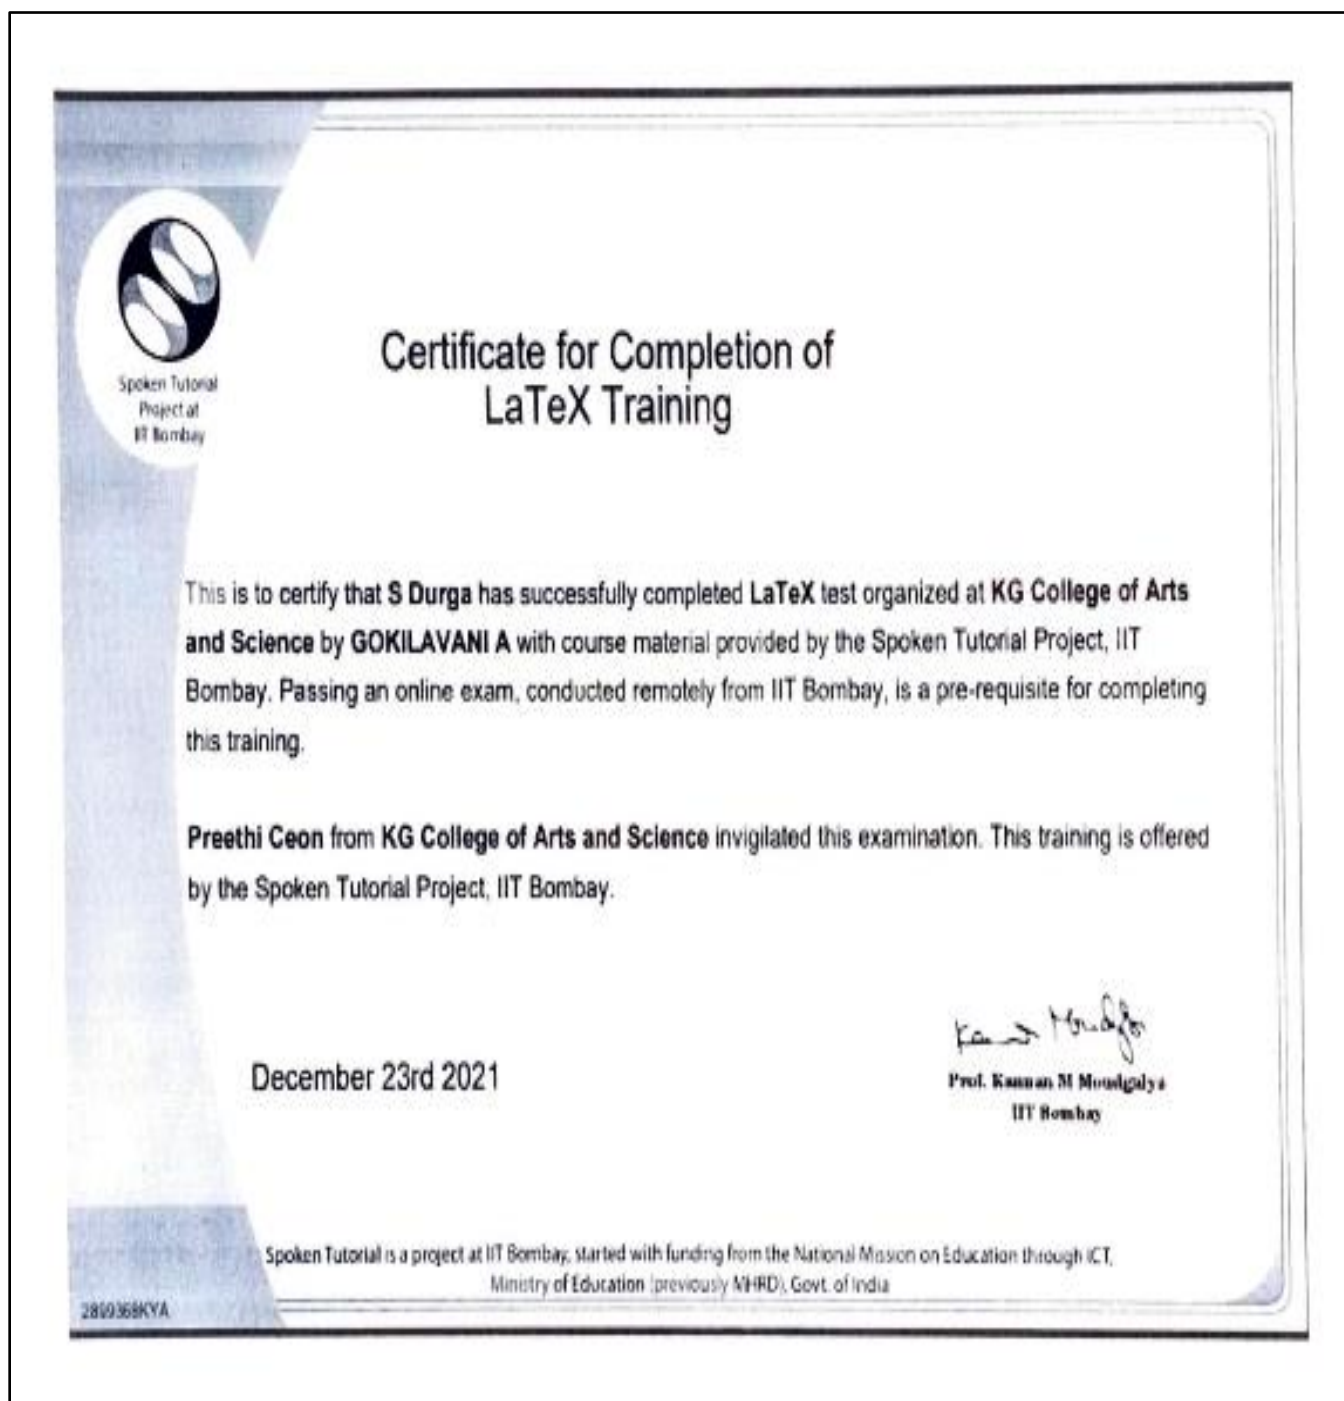 Spoken Tutorial
Project at
IIT Bombay
Certificate for Completion of
LaTeX Training
This is to certify that S Durga has successfully completed LaTeX test organized at KG College of Arts
and Science by GOKILAVANI A with course material provided by the Spoken Tutorial Project, IIT
Bombay. Passing an online exam, conducted remotely from IIT Bombay, is a pre-requisite for completing
this training.
Preethi Ceon from KG College of Arts and Science invigilated this examination. This training is offered
by the Spoken Tutorial Project, IIT Bombay.
December 23rd 2021
Prof. Kannan M Moudgalya
IIT Bombay
Spoken Tutorial is a project at IIT Bombay, started with funding from the National Mission on Education through ICT,
Ministry of Education (previously MHRD), Govt. of India